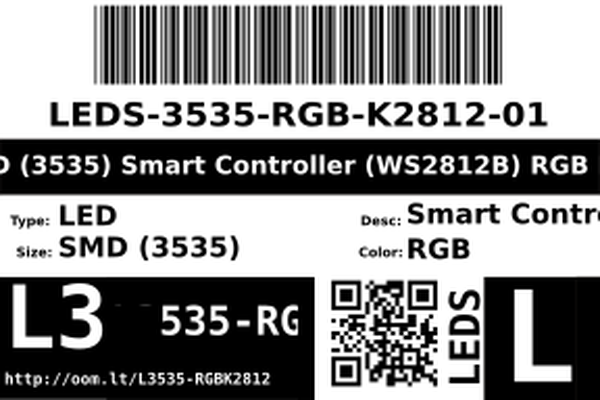 LEDS-3535-RGB-K2812-01
(3535) Smart Controller (WS2812B) RGB
Type: LED
Desc: Smart Contr
Size: SMD (3535)
Color: RGB
L3
535-RG
LEDS
L
http://oom.lt/L3535-RGBK2812